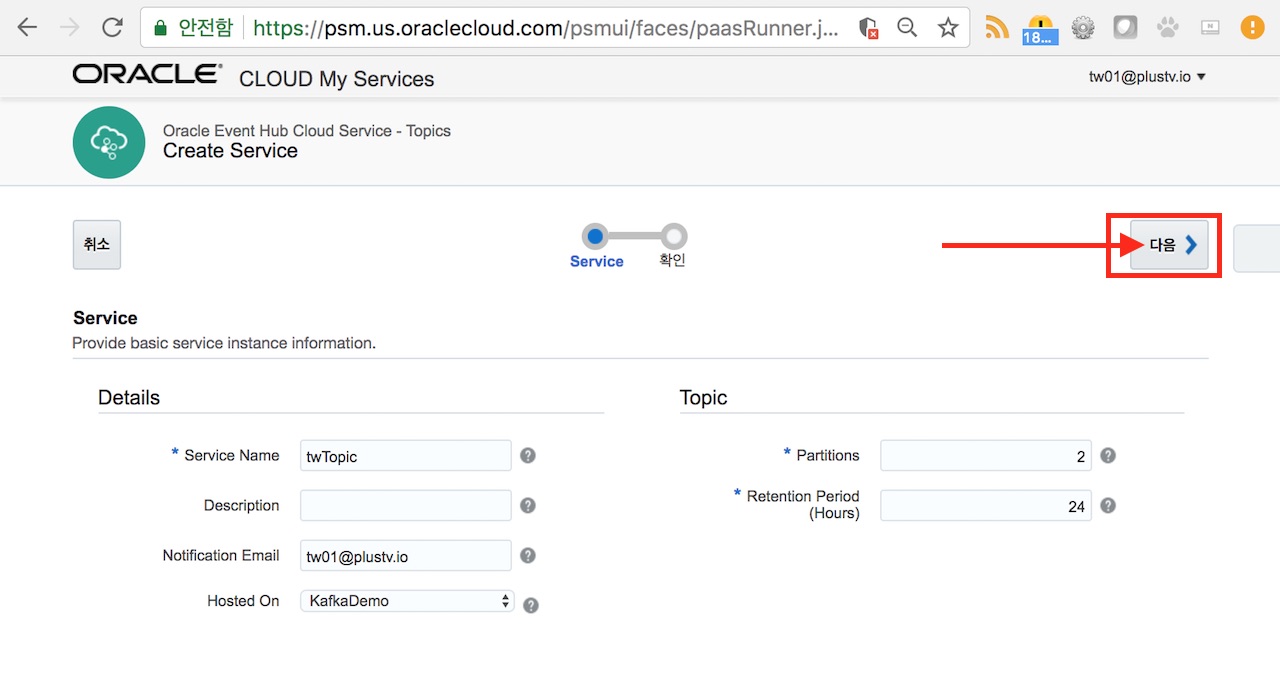 안전함 https://psm.us.oraclecloud.com/psmui/faces/paasRunner.j...
18...
ORACLE CLOUD My Services
tw01@plustv.io
Oracle Event Hub Cloud Service - Topics
Create Service
취소
Service
확인
다음
Service
Provide basic service instance information.
Details
* Service Name twTopic ?
Description ?
Notification Email tw01@plustv.io ?
Hosted On KafkaDemo ?
Topic
* Partitions 2 ?
* Retention Period
(Hours) 24 ?